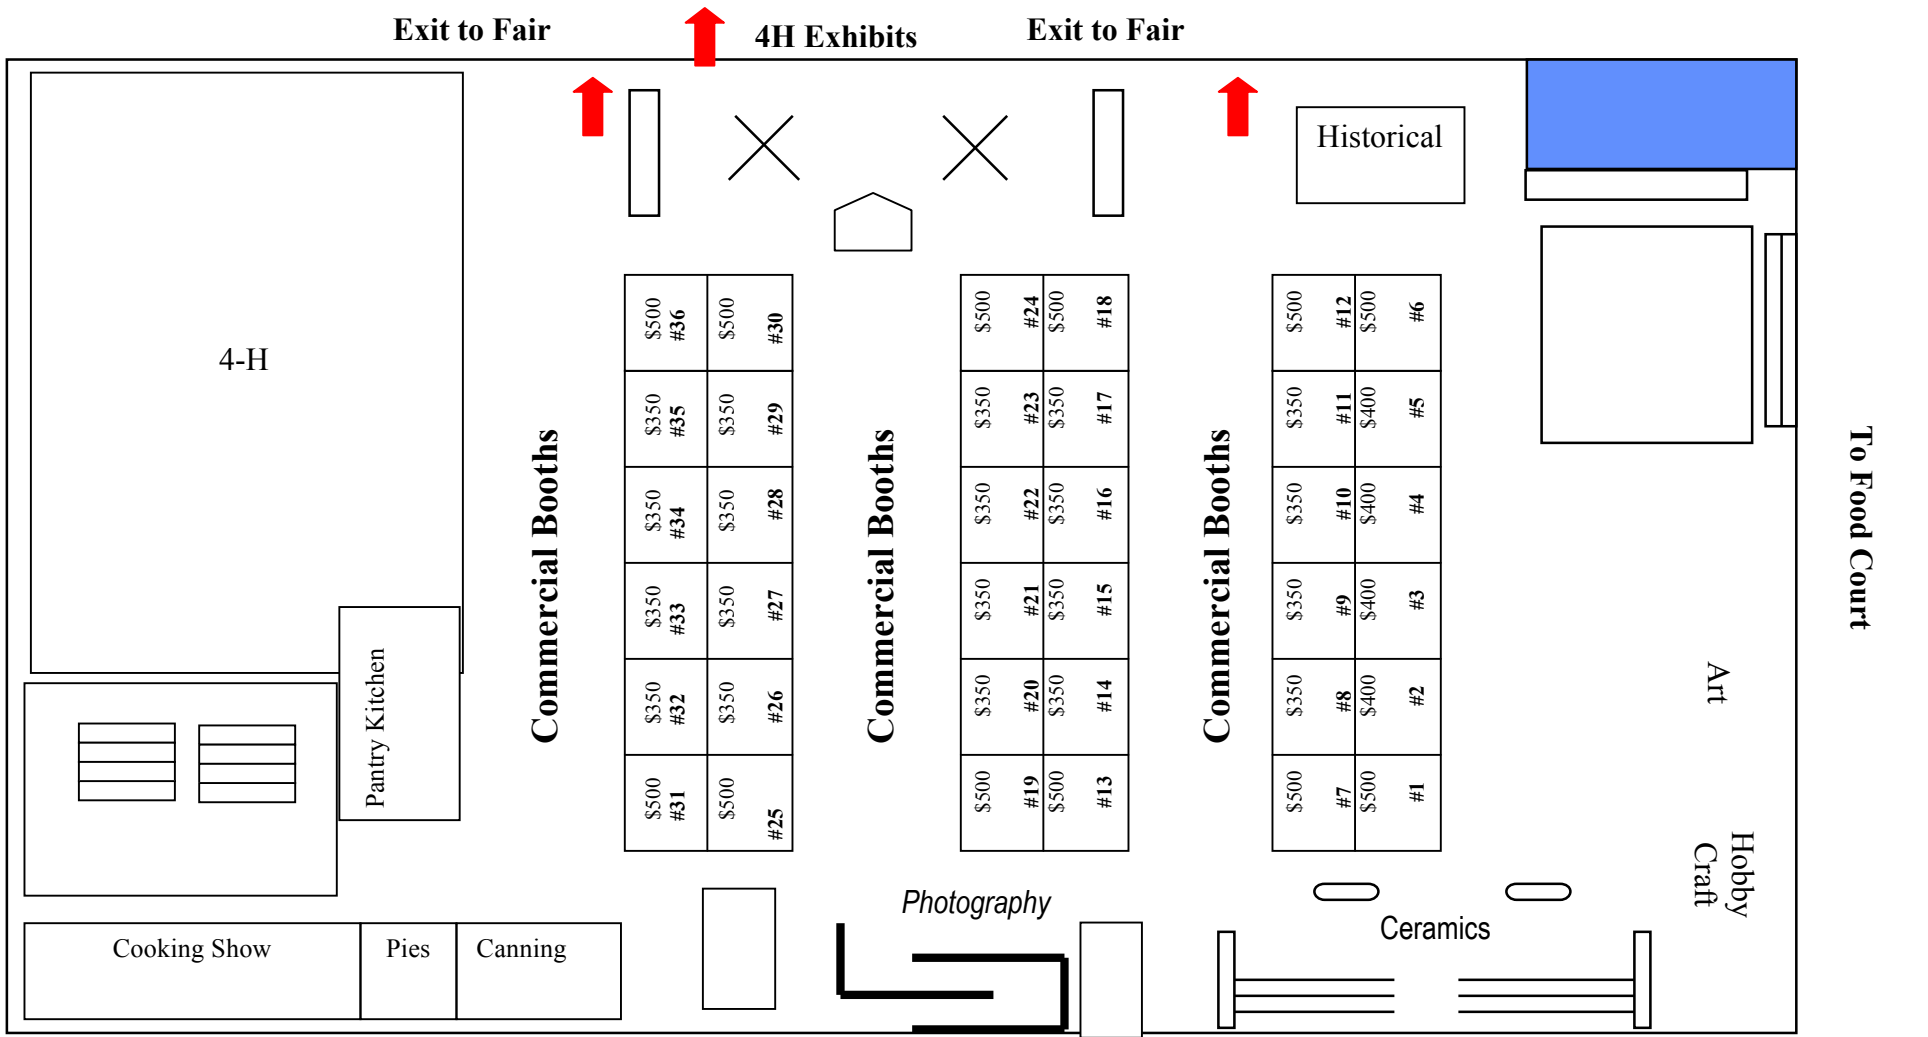 Exit to Fair
4H Exhibits
Exit to Fair
Historical
4-H
Pantry Kitchen
Commercial Booths
$500 #36
$500 #30
$350 #35
$350 #29
$350 #34
$350 #28
$350 #33
$350 #27
$350 #32
$350 #26
$500 #31
$500 #25
Commercial Booths
$500 #24
$500 #18
$350 #23
$350 #17
$350 #22
$350 #16
$350 #21
$350 #15
$350 #20
$350 #14
$500 #19
$500 #13
Commercial Booths
$500 #12
$500 #6
$350 #11
$400 #5
$350 #10
$400 #4
$350 #9
$400 #3
$350 #8
$400 #2
$500 #7
$500 #1
To Food Court
Art
Hobby
Craft
Photography
Ceramics
Cooking Show
Pies
Canning